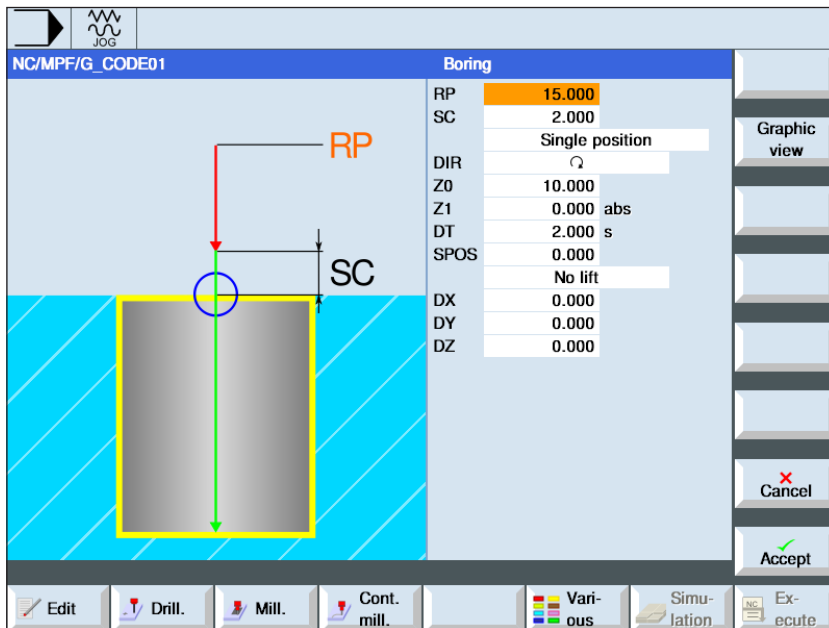 JOG
NC/MPF/G_CODE01
Boring
RP 15.000
SC 2.000
Single position
DIR
Z0 10.000
Z1 0.000 abs
DT 2.000 s
SPOS 0.000
No lift
DX 0.000
DY 0.000
DZ 0.000
RP
SC
Graphic
view
Cancel
Accept
Edit
Drill.
Mill.
Cont.
mill.
Vari-
ous
Simu-
lation
NC
Ex-
ecute